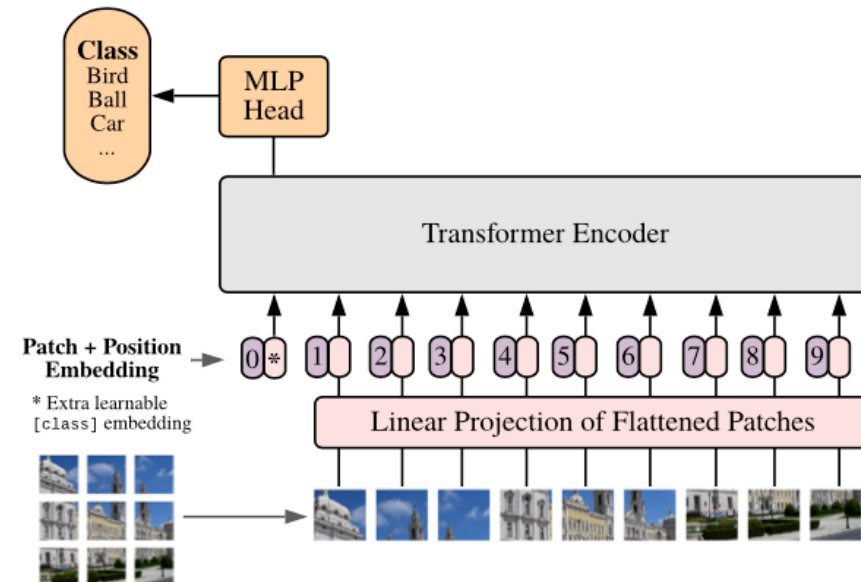 Class
Bird
Ball
Car
...
MLP
Head
Transformer Encoder
Patch + Position
Embedding
0 * 1 2 3 4 5 6 7 8 9
* Extra learnable
[class] embedding
Linear Projection of Flattened Patches